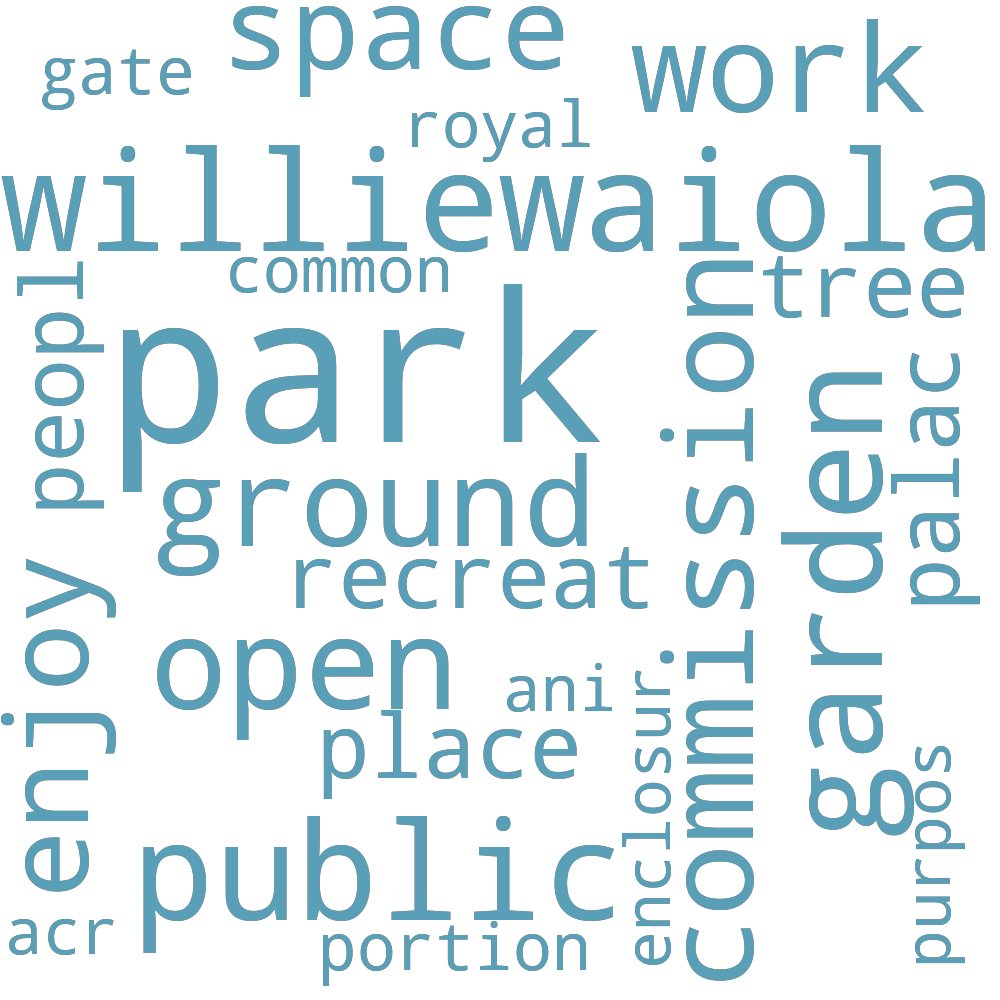 space
work
gate
royal
williewaiola
common
tree
peopl
park
commission
palac
garden
ground
recreat
enjoy
open
ani
enclosur
place
purpos
public
acr
portion